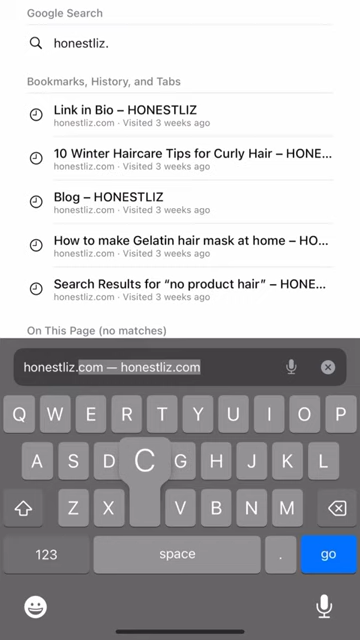 Google Search
honestliz.
Bookmarks, History, and Tabs
Link in Bio – HONESTLIZ
honestliz.com · Visited 3 weeks ago
10 Winter Haircare Tips for Curly Hair – HONE...
honestliz.com · Visited 3 weeks ago
Blog – HONESTLIZ
honestliz.com · Visited 3 weeks ago
How to make Gelatin hair mask at home – HO...
honestliz.com · Visited 3 weeks ago
Search Results for “no product hair” – HONE...
honestliz.com · Visited 3 weeks ago
On This Page (no matches)
honestliz.com — honestliz.com
Q W E R T Y U I O P
A S D C G H J K L
Z X V B N M
123 space . go